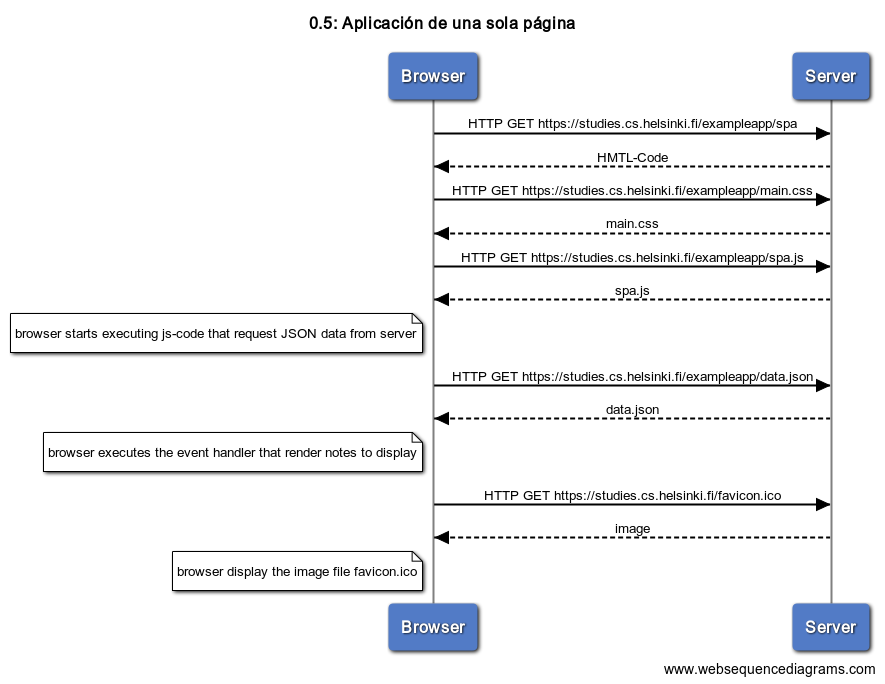 0.5: Aplicación de una sola página
Browser
Server
HTTP GET https://studies.cs.helsinki.fi/exampleapp/spa
HMTL-Code
HTTP GET https://studies.cs.helsinki.fi/exampleapp/main.css
main.css
HTTP GET https://studies.cs.helsinki.fi/exampleapp/spa.js
spa.js
browser starts executing js-code that request JSON data from server
HTTP GET https://studies.cs.helsinki.fi/exampleapp/data.json
data.json
browser executes the event handler that render notes to display
HTTP GET https://studies.cs.helsinki.fi/favicon.ico
image
browser display the image file favicon.ico
Browser
Server
www.websequencediagrams.com